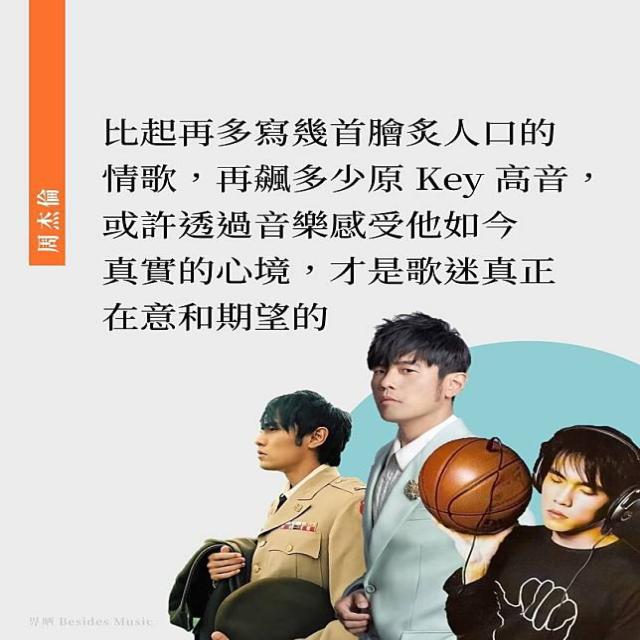 周杰倫
比起再多寫幾首膾炙人口的
情歌，再飆多少原 Key 高音，
或許透過音樂感受他如今
真實的心境，才是歌迷真正
在意和期望的
Besides Music